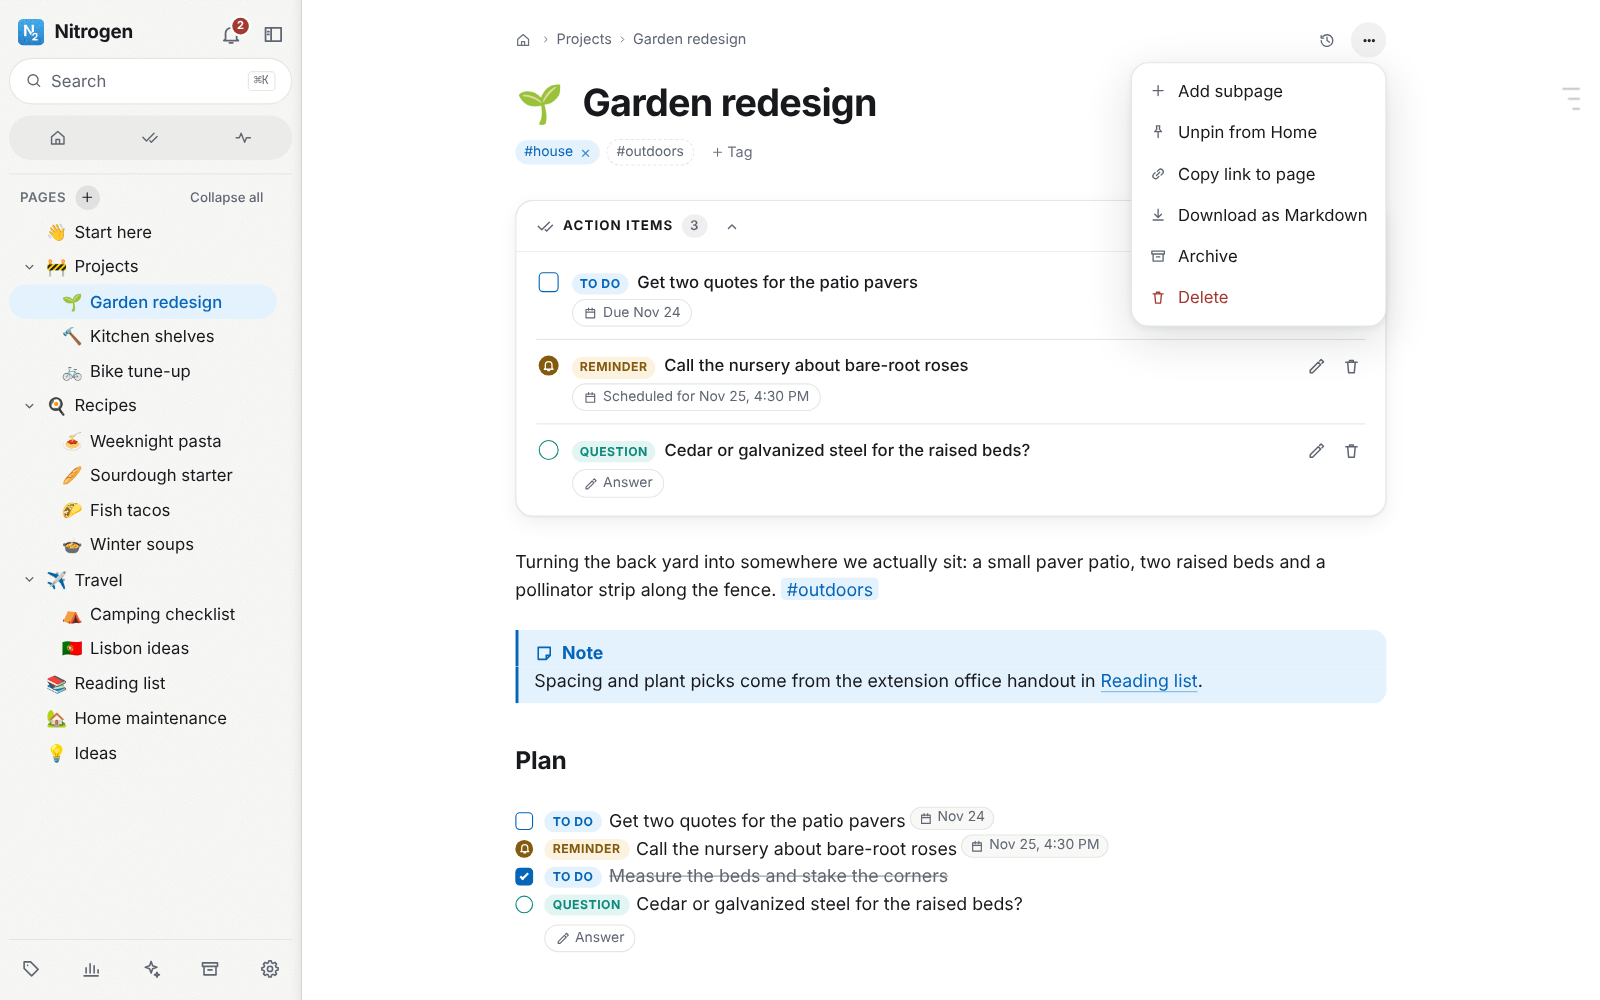 Nitrogen
2
Search
⌘K
PAGES
Collapse all
Start here
Projects
Garden redesign
Kitchen shelves
Bike tune-up
Recipes
Weeknight pasta
Sourdough starter
Fish tacos
Winter soups
Travel
Camping checklist
Lisbon ideas
Reading list
Home maintenance
Ideas
Projects › Garden redesign
Garden redesign
#house × #outdoors + Tag
Add subpage
Unpin from Home
Copy link to page
Download as Markdown
Archive
Delete
ACTION ITEMS 3
TO DO Get two quotes for the patio pavers
Due Nov 24
REMINDER Call the nursery about bare-root roses
Scheduled for Nov 25, 4:30 PM
QUESTION Cedar or galvanized steel for the raised beds?
Answer
Turning the back yard into somewhere we actually sit: a small paver patio, two raised beds and a
pollinator strip along the fence. #outdoors
Note
Spacing and plant picks come from the extension office handout in Reading list.
Plan
TO DO Get two quotes for the patio pavers Nov 24
REMINDER Call the nursery about bare-root roses Nov 25, 4:30 PM
TO DO Measure the beds and stake the corners
QUESTION Cedar or galvanized steel for the raised beds?
Answer